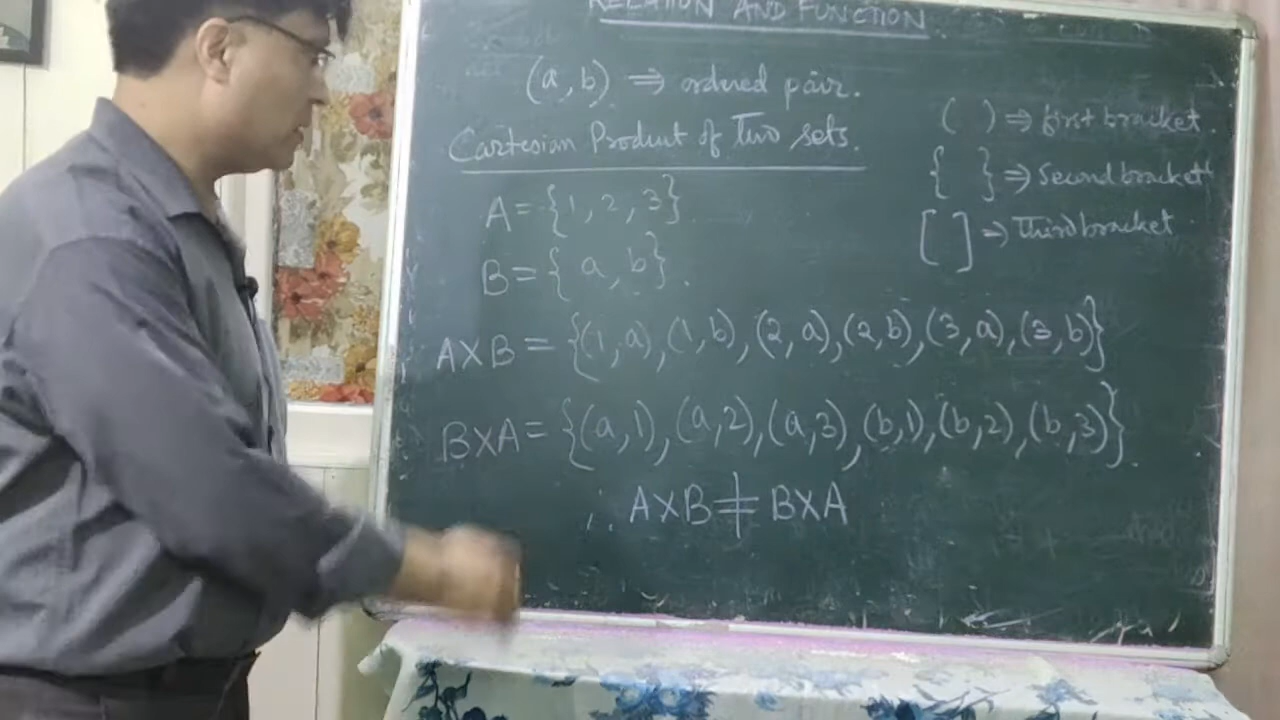 RELATION AND FUNCTION
(a, b) ⇒ ordered pair.
Cartesian Product of Two sets.
A = {1, 2, 3}
B = { a, b}.
A×B = {(1, a), (1, b), (2, a), (2, b), (3, a), (3, b)}
B×A = {(a, 1), (a, 2), (a, 3), (b, 1), (b, 2), (b, 3)}.
∴ A×B ≠ B×A
( ) ⇒ first bracket.
{ } ⇒ Second bracket
[ ] ⇒ Third bracket